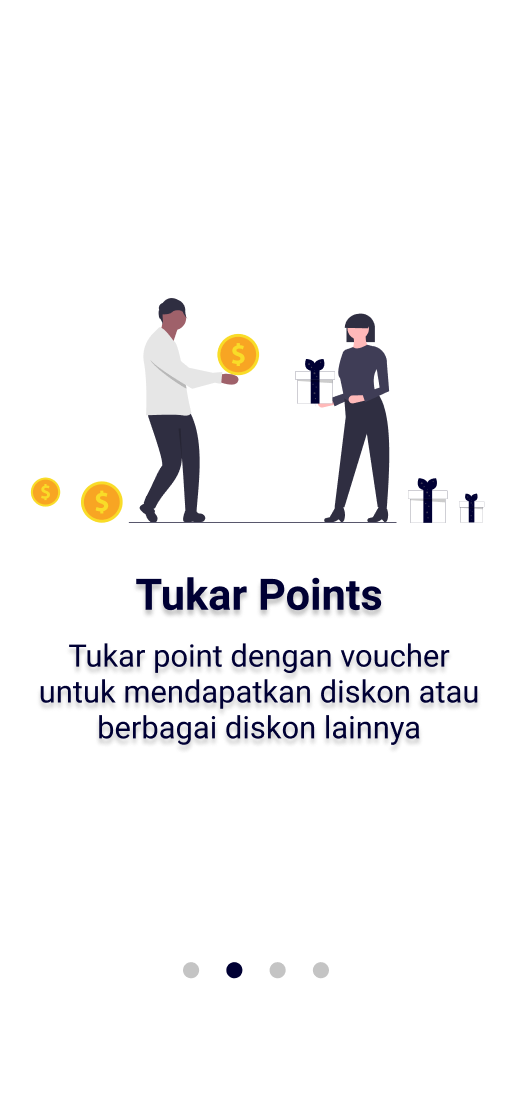 Tukar Points
Tukar point dengan voucher
untuk mendapatkan diskon atau
berbagai diskon lainnya